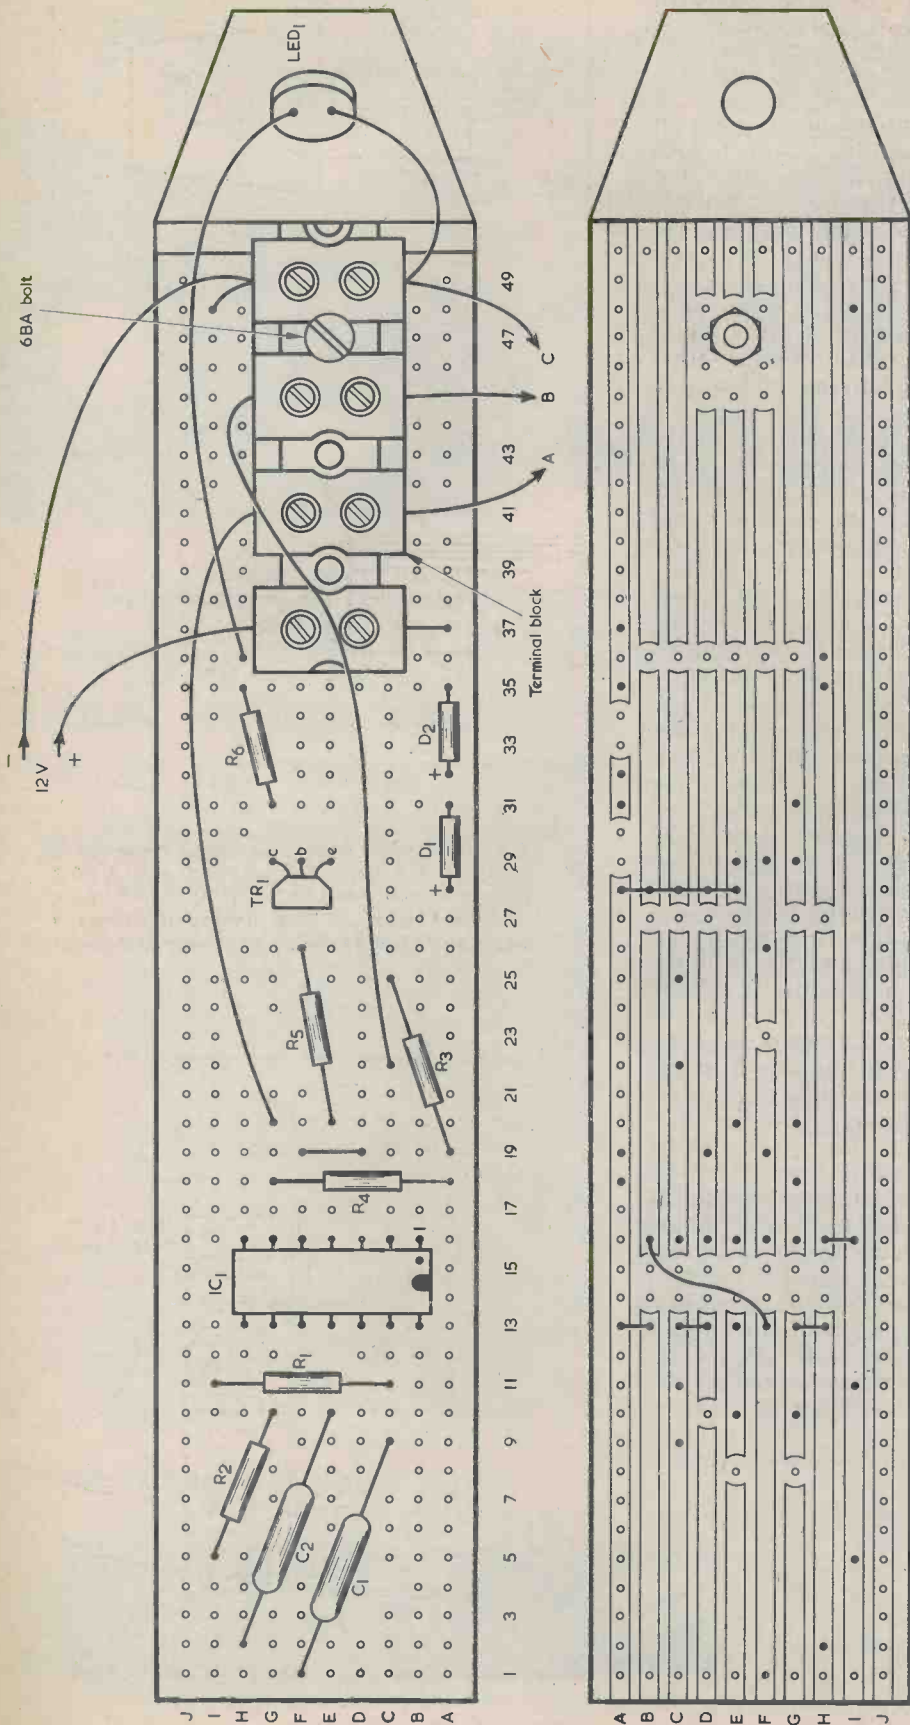 LED1
6BA bolt
49
47
43
41
39
37
35
33
31
29
27
25
23
21
19
17
15
13
11
9
7
5
3
1
C
B
A
Terminal block
12V
−
+
R6
D2
+
D1
+
TR1
c
b
e
R5
R3
R4
IC1
1
R1
R2
C2
C1
J
I
H
G
F
E
D
C
B
A
A
B
C
D
E
F
G
H
I
J